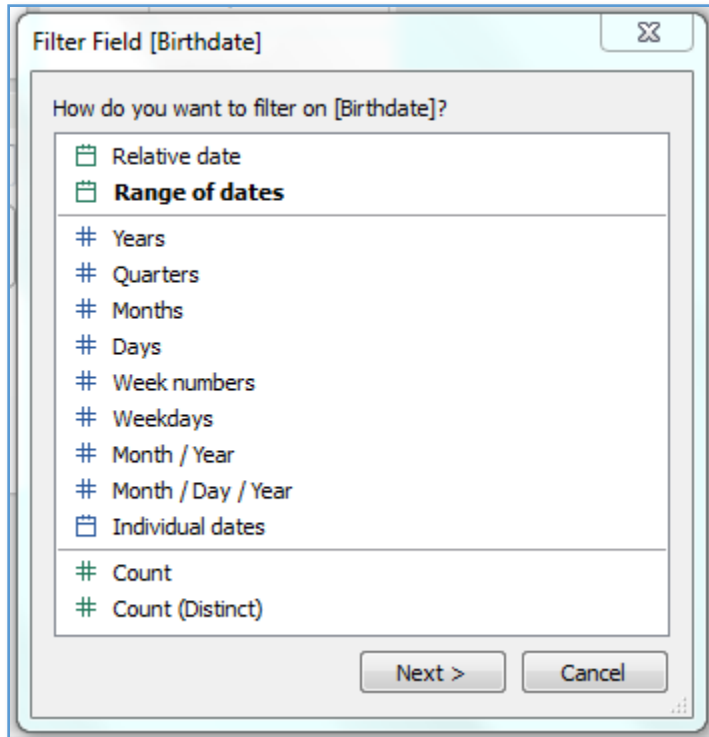 Filter Field [Birthdate]
How do you want to filter on [Birthdate]?
Relative date
Range of dates
Years
Quarters
Months
Days
Week numbers
Weekdays
Month / Year
Month / Day / Year
Individual dates
Count
Count (Distinct)
Next > Cancel